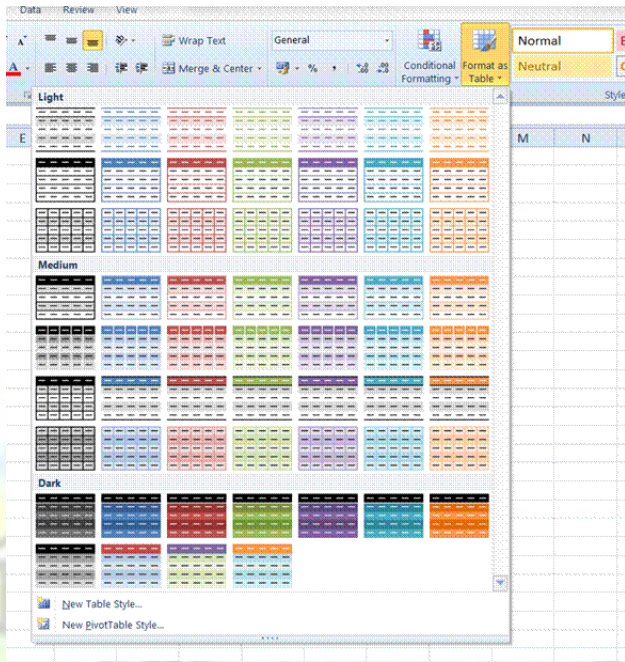 Data Review View
Wrap Text General Normal
A Merge & Center % , Conditional Formatting Format as Table Neutral
Style
Light
E M N
Medium
Dark
New Table Style...
New PivotTable Style...